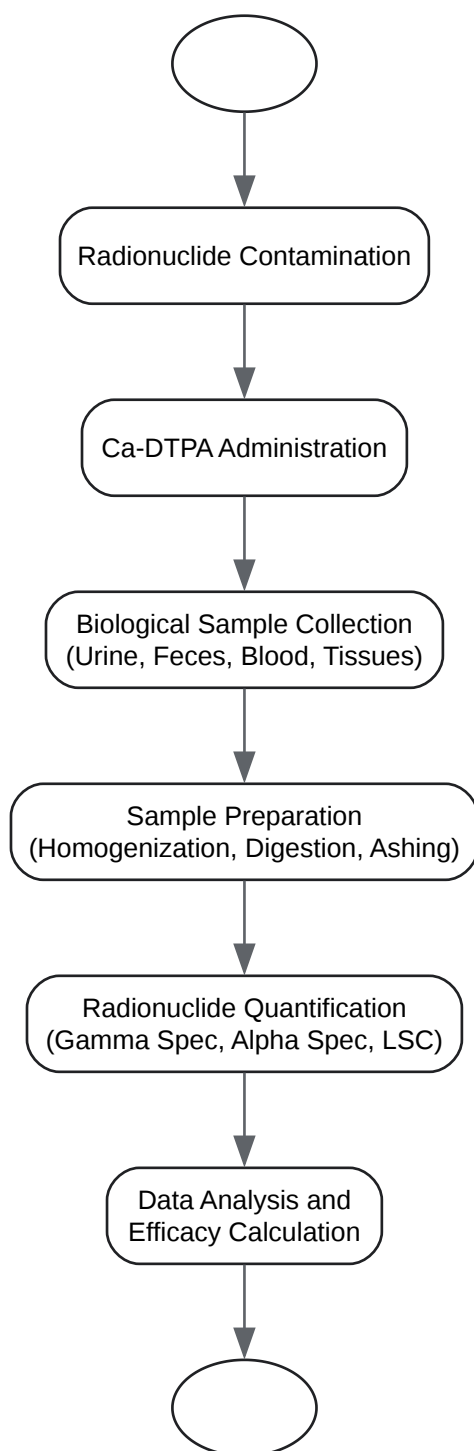 Radionuclide Contamination
Ca-DTPA Administration
Biological Sample Collection
(Urine, Feces, Blood, Tissues)
Sample Preparation
(Homogenization, Digestion, Ashing)
Radionuclide Quantification
(Gamma Spec, Alpha Spec, LSC)
Data Analysis and
Efficacy Calculation